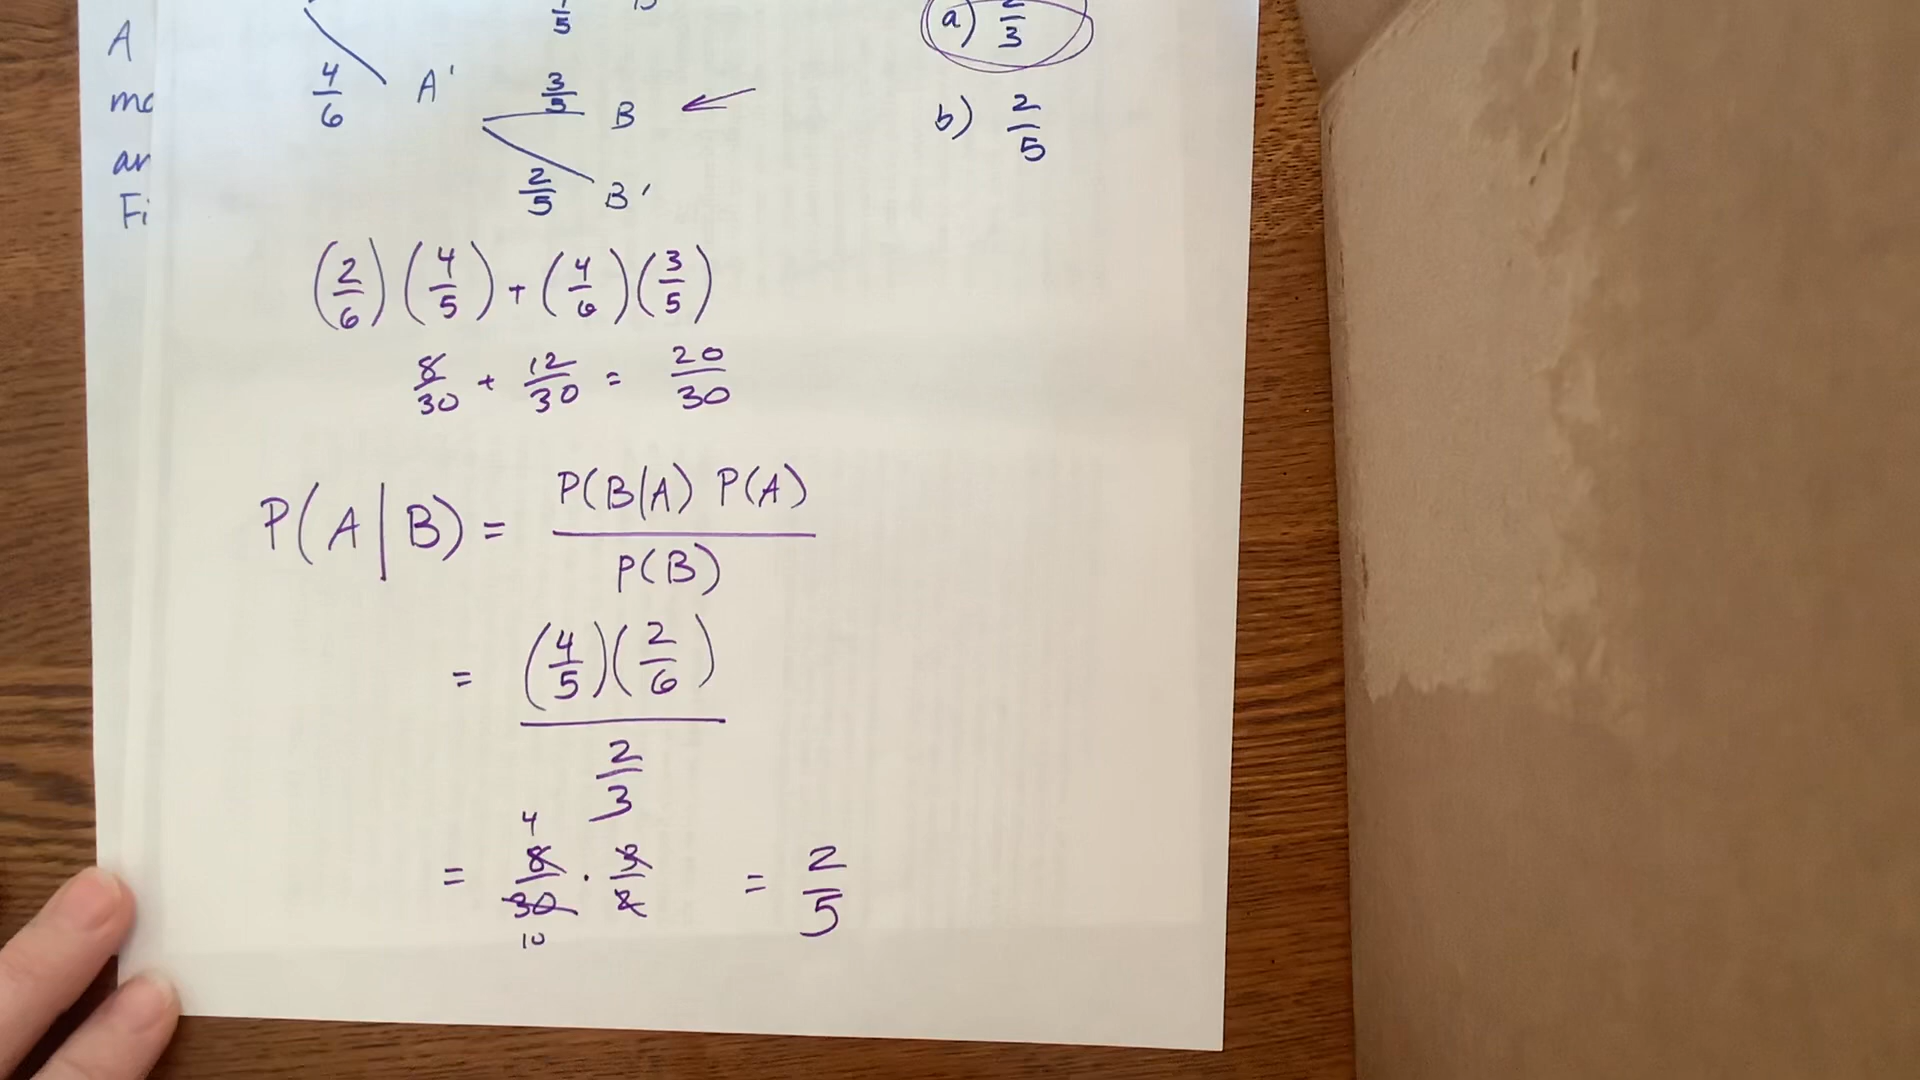 A
4/6 A'
3/5 B
2/5 B'
a) 2/3
b) 2/5
(2/6)(4/5) + (4/6)(3/5)
8/30 + 12/30 = 20/30
P(A|B) = P(B|A) P(A) / P(B)
= (4/5)(2/6) / 2/3
= 8/30 · 3/2 = 2/5
4
10